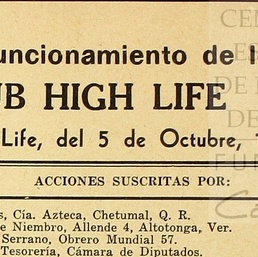 uncionamiento de l
UB HIGH LIFE
Life, del 5 de Octubre, 1
ACCIONES SUSCRITAS POR:
s, Cía. Azteca, Chetumal, Q. R.
e Niembro, Allende 4, Altotonga, Ver.
Serrano, Obrero Mundial 57.
Tesorería, Cámara de Diputados.